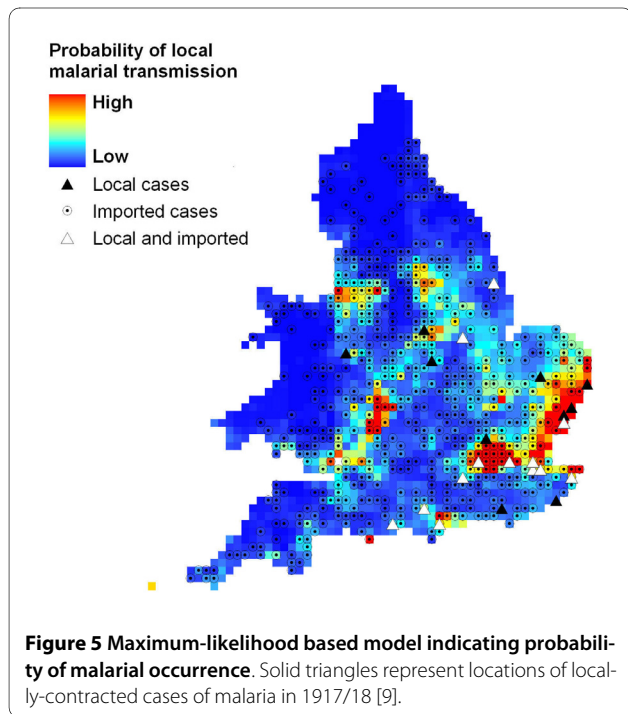 Probability of local
malarial transmission
High
Low
Local cases
Imported cases
Local and imported
Figure 5 Maximum-likelihood based model indicating probabili-
ty of malarial occurrence. Solid triangles represent locations of local-
ly-contracted cases of malaria in 1917/18 [9].